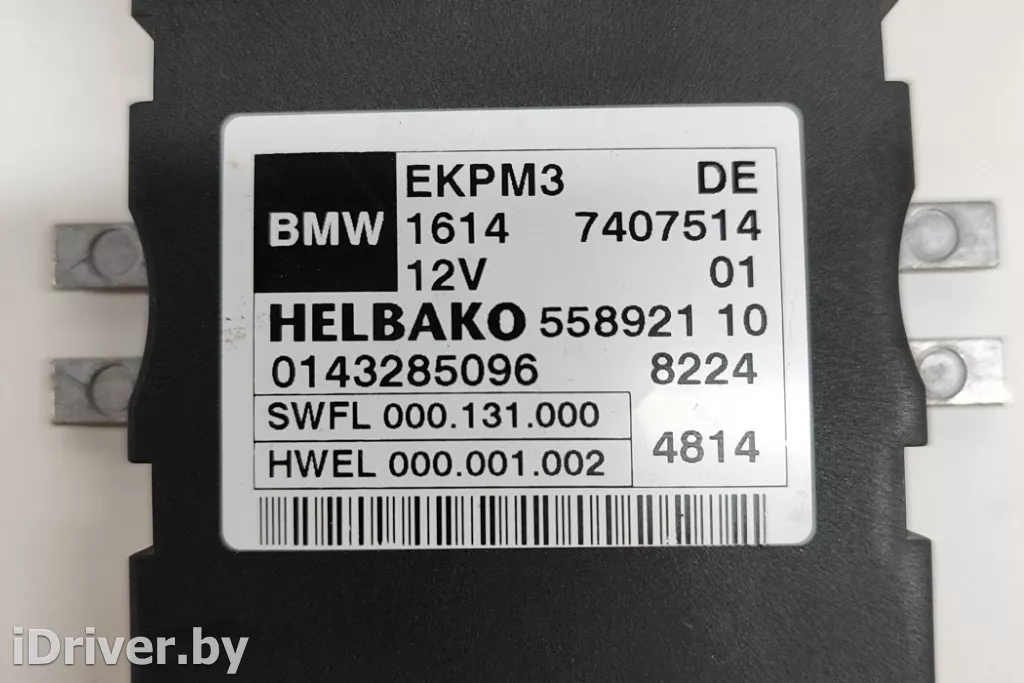 EKPM3 DE
BMW 1614 7407514
12V 01
HELBAKO 558921 10
0143285096 8224
SWFL 000.131.000
HWEL 000.001.002 4814
iDriver.by